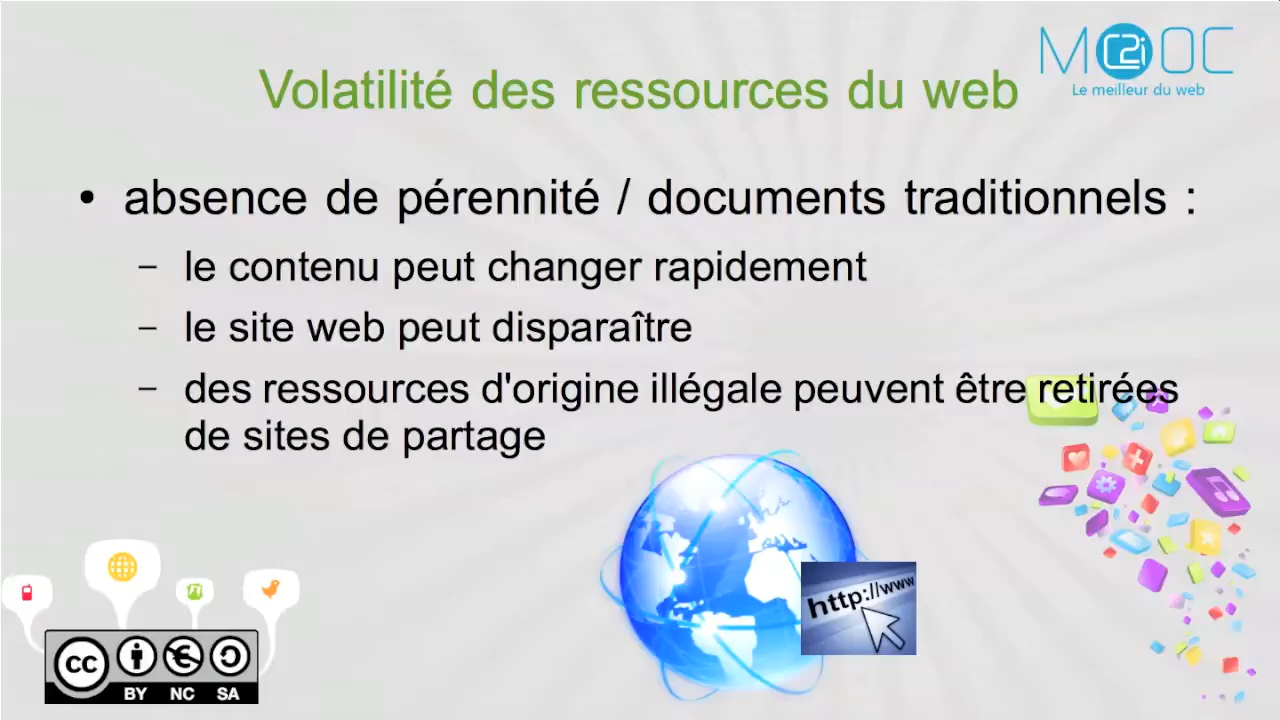 MC2iOC
Le meilleur du web
Volatilité des ressources du web
• absence de pérennité / documents traditionnels :
– le contenu peut changer rapidement
– le site web peut disparaître
– des ressources d'origine illégale peuvent être retirées
de sites de partage
http://www
cc
BY NC SA